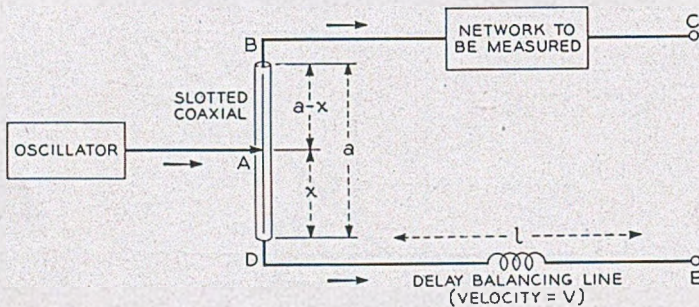 B
NETWORK TO
BE MEASURED
C
SLOTTED
COAXIAL
a-x
a
OSCILLATOR
A
x
D
l
E
DELAY BALANCING LINE
(VELOCITY = V)